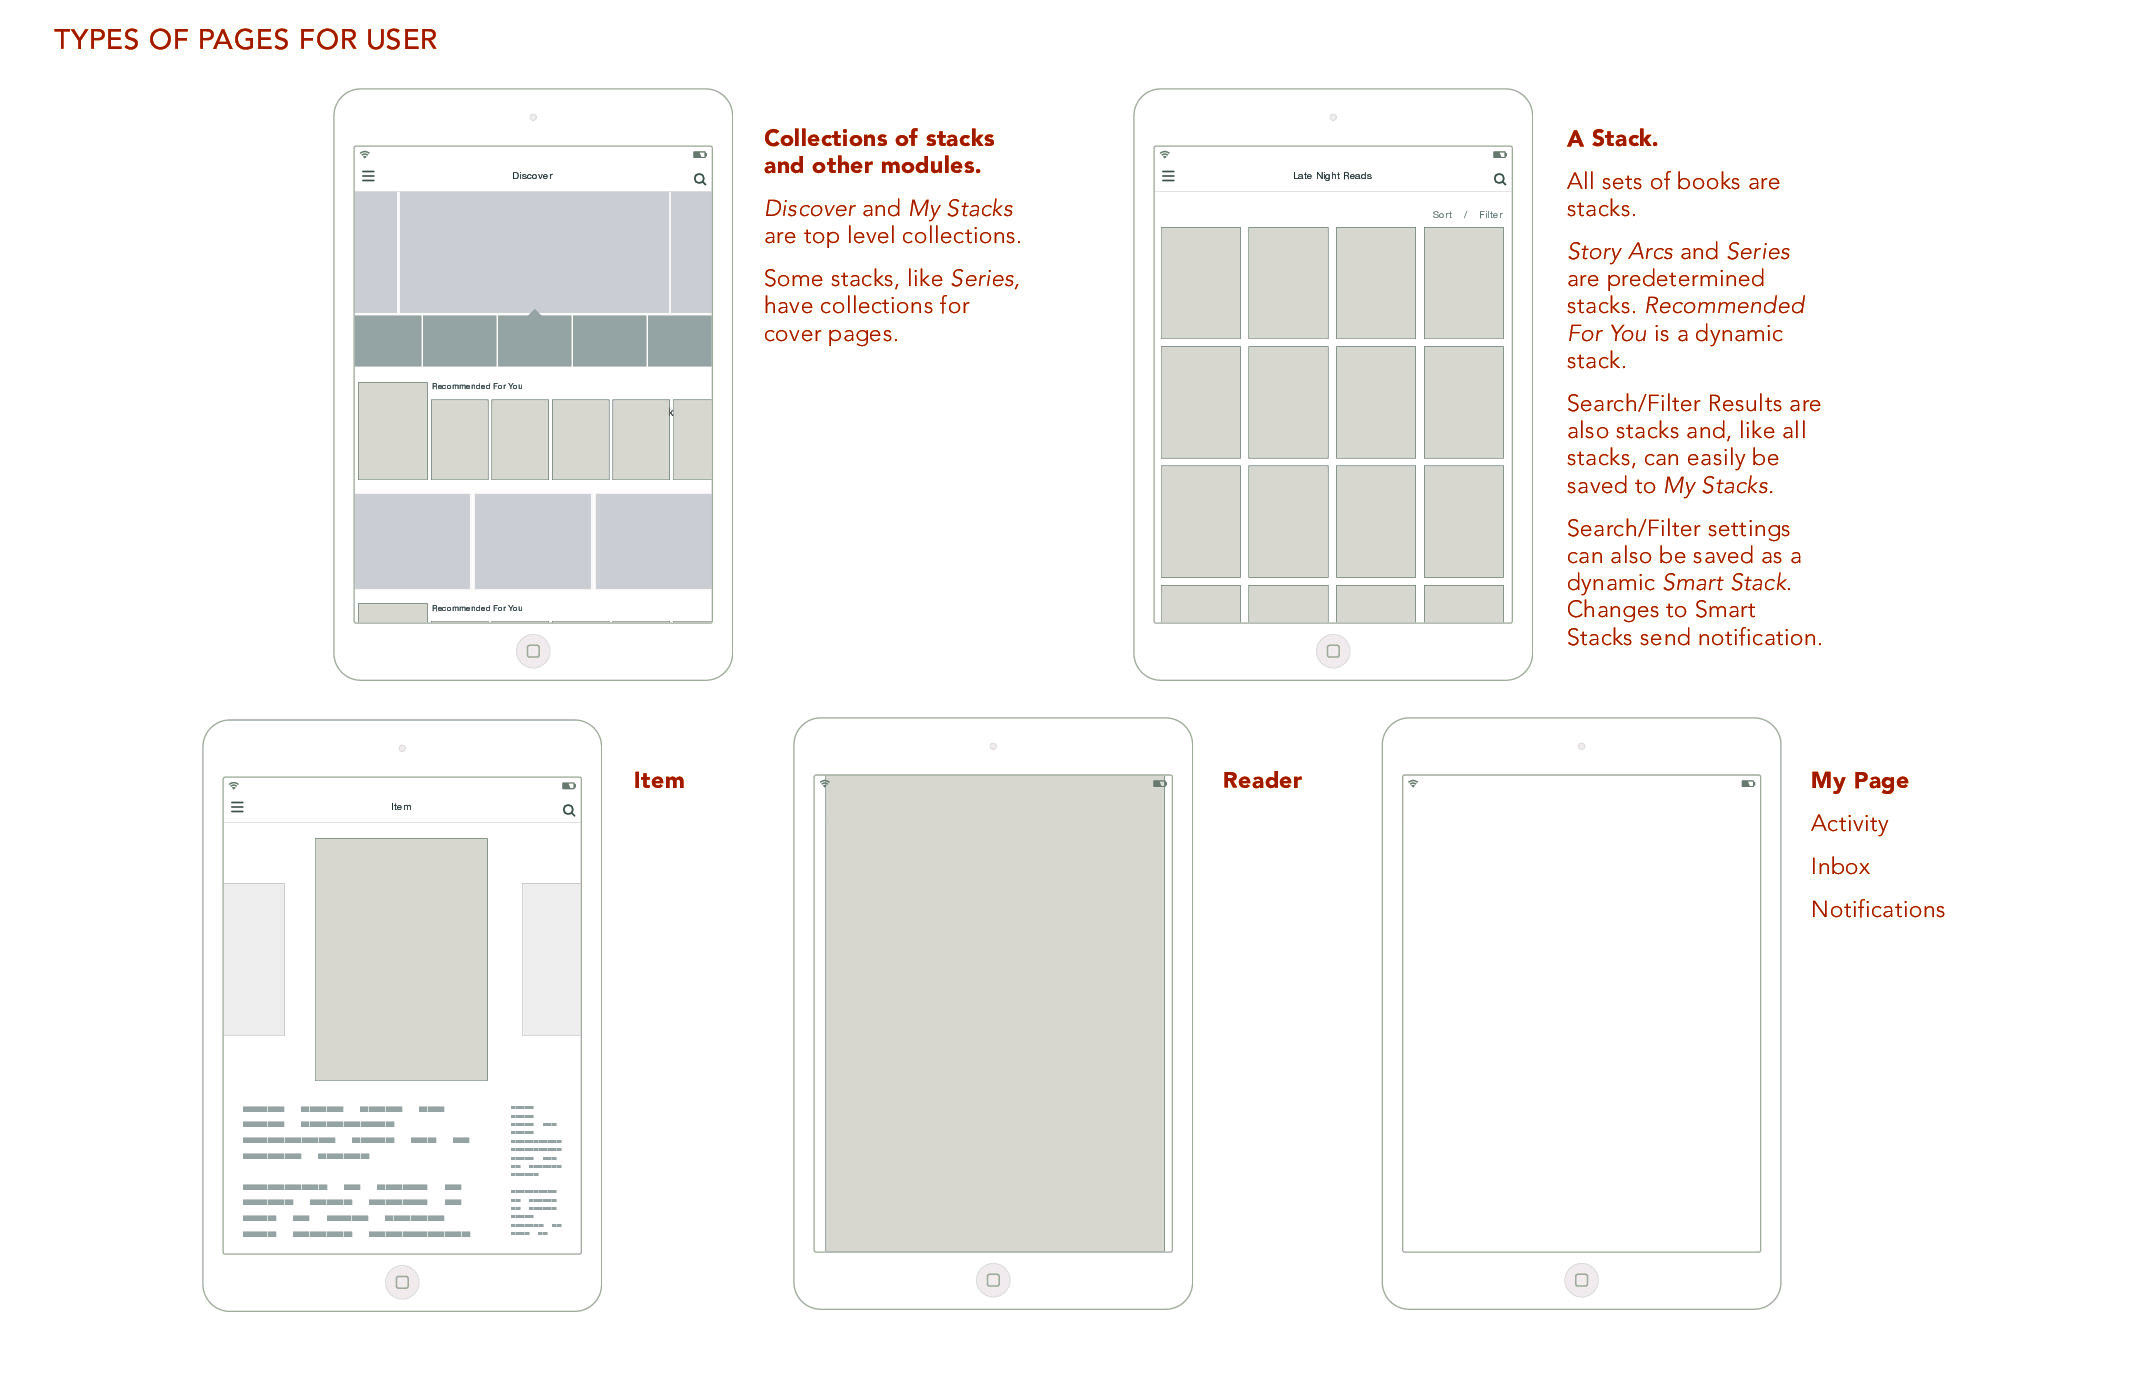 TYPES OF PAGES FOR USER
Discover
Recommended For You
k
Recommended For You
Collections of stacks
and other modules.
Discover and My Stacks
are top level collections.
Some stacks, like Series,
have collections for
cover pages.
Late Night Reads
Sort / Filter
A Stack.
All sets of books are
stacks.
Story Arcs and Series
are predetermined
stacks. Recommended
For You is a dynamic
stack.
Search/Filter Results are
also stacks and, like all
stacks, can easily be
saved to My Stacks.
Search/Filter settings
can also be saved as a
dynamic Smart Stack.
Changes to Smart
Stacks send notification.
Item
Item
Reader
My Page
Activity
Inbox
Notifications